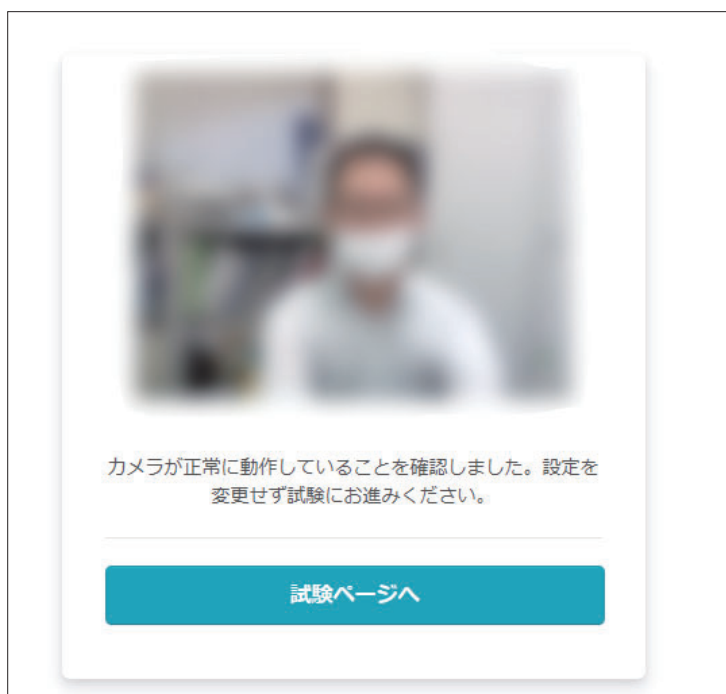 カメラが正常に動作していることを確認しました。設定を
変更せず試験にお進みください。
試験ページへ